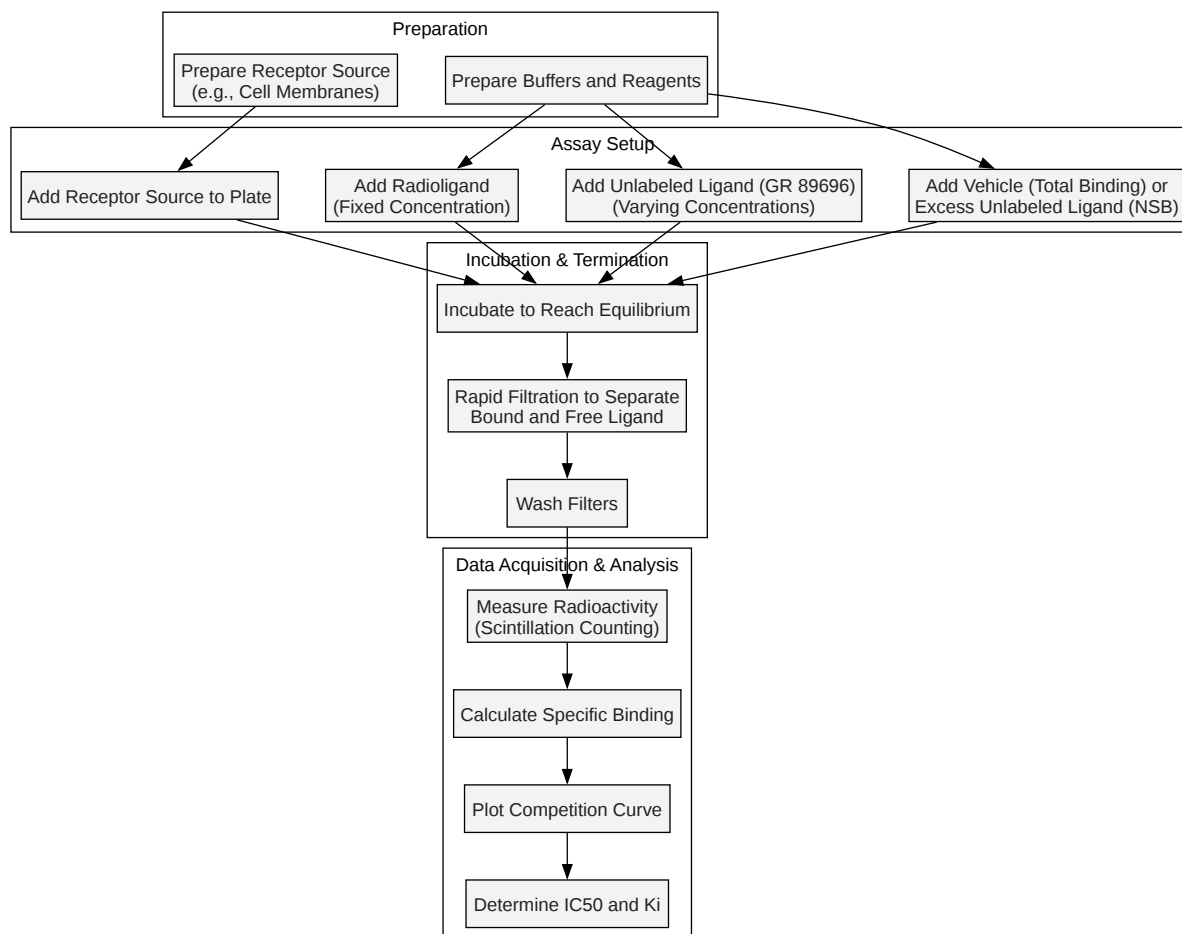 Preparation
Prepare Receptor Source
(e.g., Cell Membranes)
Prepare Buffers and Reagents
Assay Setup
Add Receptor Source to Plate
Add Radioligand
(Fixed Concentration)
Add Unlabeled Ligand (GR 89696)
(Varying Concentrations)
Add Vehicle (Total Binding) or
Excess Unlabeled Ligand (NSB)
Incubation & Termination
Incubate to Reach Equilibrium
Rapid Filtration to Separate
Bound and Free Ligand
Wash Filters
Data Acquisition & Analysis
Measure Radioactivity
(Scintillation Counting)
Calculate Specific Binding
Plot Competition Curve
Determine IC50 and Ki